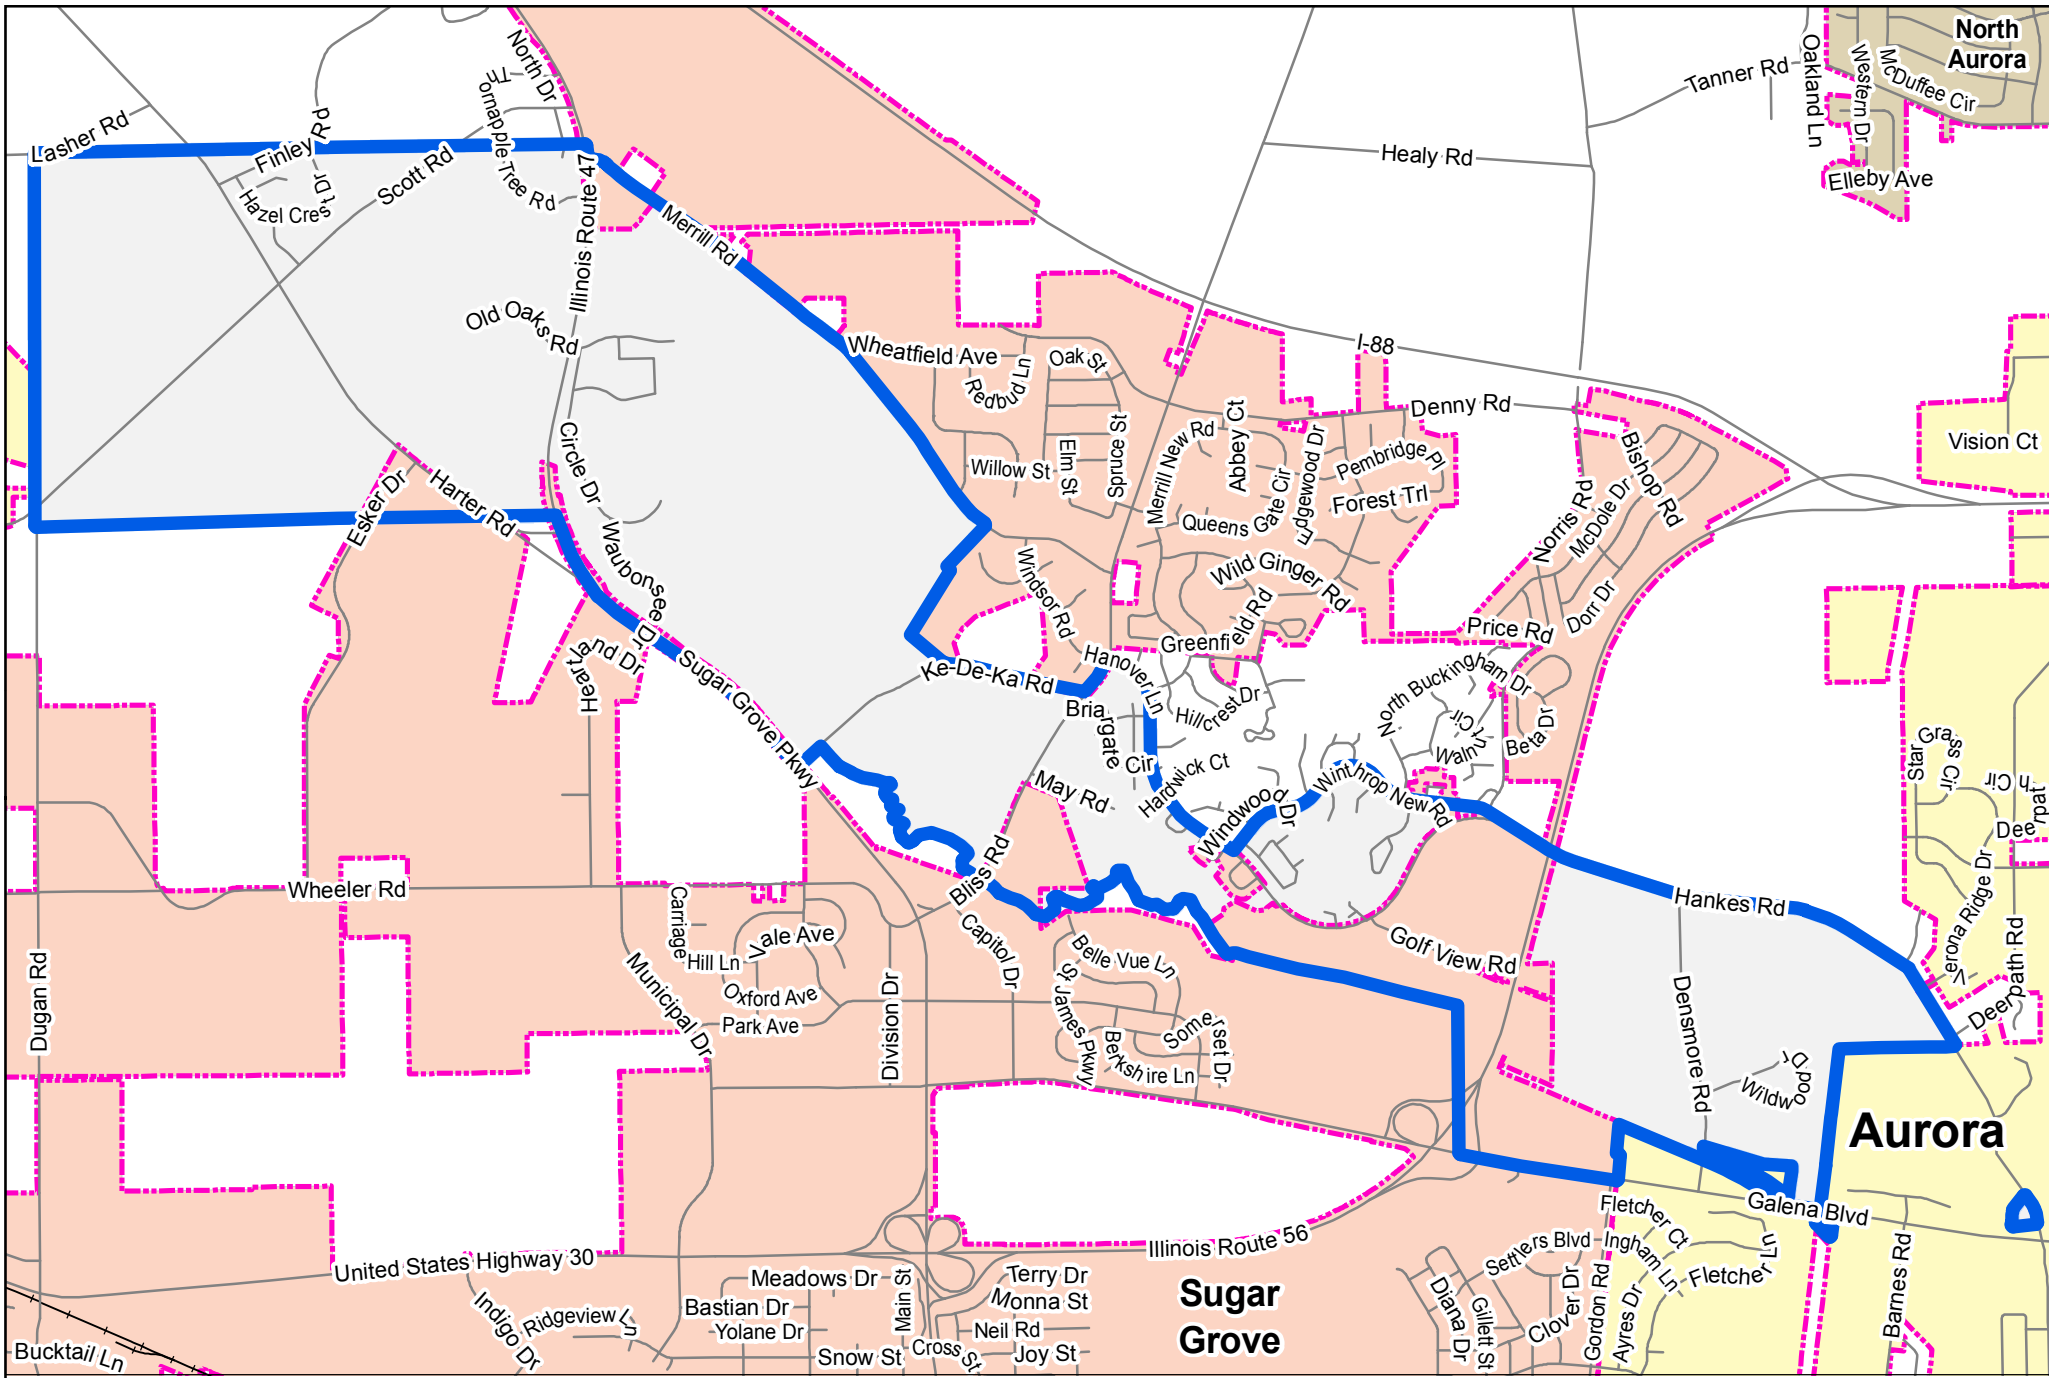 North
Aurora
North Dr
Thornapple Tree Rd
Oakland Ln
Western Dr
McDuffee Cir
Tanner Rd
Lasher Rd
Finley Rd
Scott Rd
Hazel Crest Dr
Illinois Route 47
Merrill Rd
Healy Rd
Elleby Ave
Old Oaks Rd
Wheatfield Ave
Redbud Ln
Oak St
I-88
Denny Rd
Vision Ct
Circle Dr
Willow St
Elm St
Spruce St
Merrill New Rd
Abbey Ct
Queens Gate Cir
Edgewood Dr
Pembridge Pl
Forest Trl
Norris Rd
McDole Dr
Bishop Rd
Esker Dr
Harter Rd
Waubonsee Dr
Windsor Rd
Wild Ginger Rd
Dorr Dr
Price Rd
Greenfield Rd
Heartland Dr
Sugar Grove Pkwy
Ke-De-Ka Rd
Hanover Ln
Hillcrest Dr
North Buckingham Dr
Briargate Cir
Walnut Cir
Beta Dr
Star Grass Cir
May Rd
Hardwick Ct
Windwood Dr
Winthrop New Rd
Deerpath Cir
Wheeler Rd
Bliss Rd
Hankes Rd
Verona Ridge Dr
Deerpath Rd
Carriage Hill Ln
Vale Ave
Oxford Ave
Park Ave
Municipal Dr
Division Dr
Capitol Dr
Belle Vue Ln
St James Pkwy
Berkshire Ln
Somerset Dr
Golf View Rd
Densmore Rd
Wildwood Dr
Dugan Rd
Aurora
Galena Blvd
Fletcher Ct
United States Highway 30
Illinois Route 56
Settlers Blvd
Ingham Ln
Fletcher Ln
Sugar
Grove
Meadows Dr
Main St
Terry Dr
Monna St
Bastian Dr
Yolane Dr
Neil Rd
Indigo Dr
Ridgeview Ln
Snow St
Cross St
Joy St
Diana Dr
Gillett St
Clover Dr
Gordon Rd
Ayres Dr
Barnes Rd
Bucktail Ln